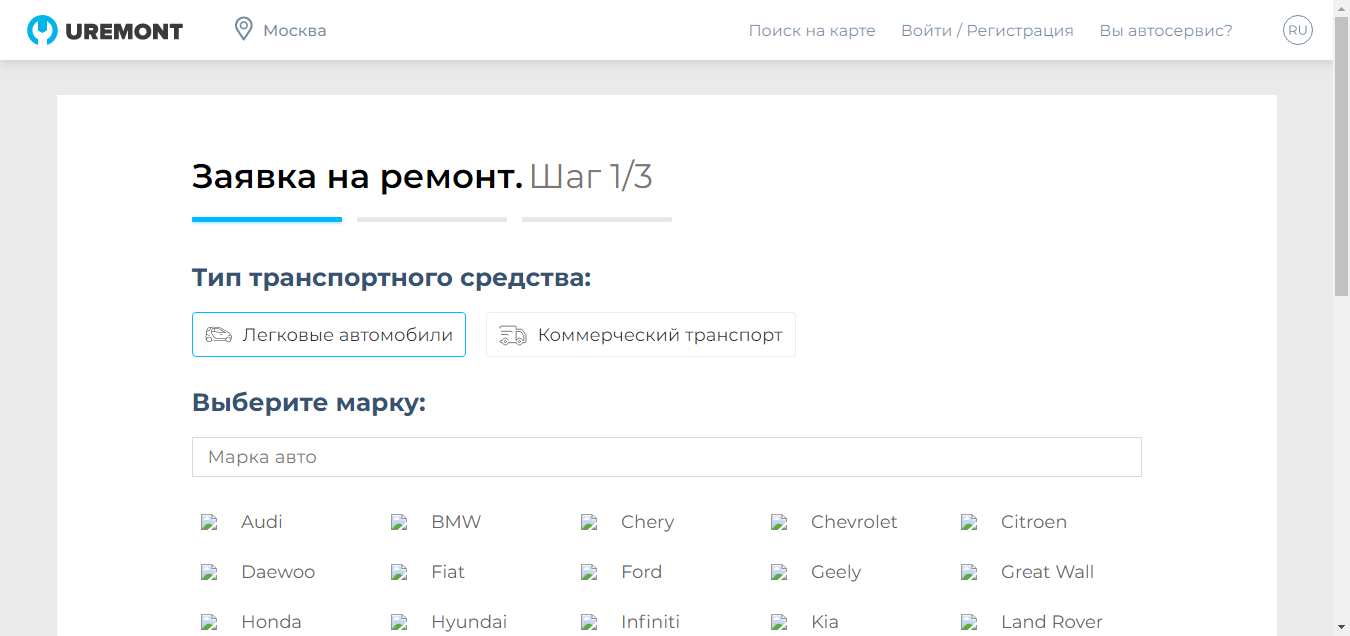 UREMONT Москва Поиск на карте Войти / Регистрация Вы автосервис? RU
Заявка на ремонт. Шаг 1/3
Тип транспортного средства:
Легковые автомобили Коммерческий транспорт
Выберите марку:
Марка авто
Audi BMW Chery Chevrolet Citroen
Daewoo Fiat Ford Geely Great Wall
Honda Hyundai Infiniti Kia Land Rover